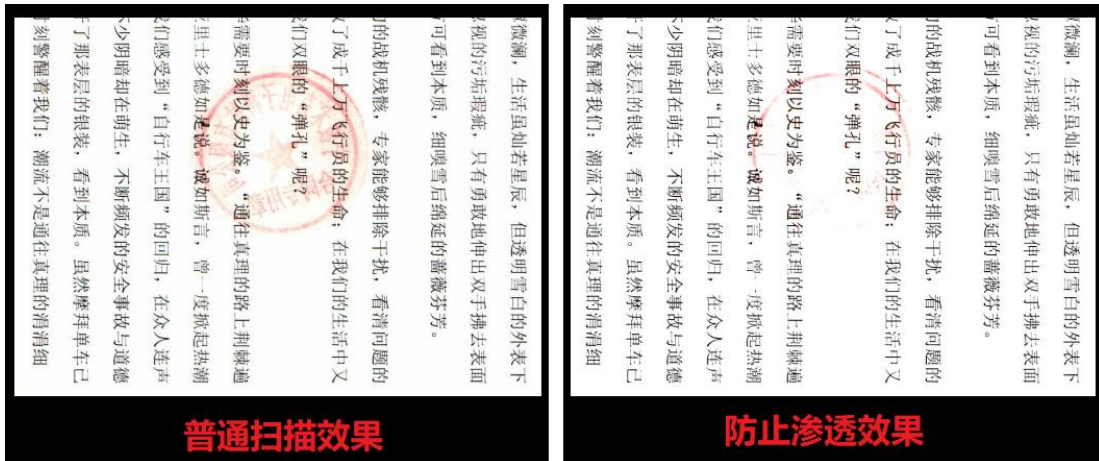 微澜，生活虽灿若星辰，但透明雪白的外表下
视的污垢瑕疵，只有勇敢地伸出双手拂去表面
可看到本质，细嗅雪后绵延的蔷薇芬芳。
的战机残骸，专家能够排除干扰，看清问题的
了成千上万飞行员的生命；在我们的生活中又
们双眼的“弹孔”呢？
需要时刻以史为鉴。“通往真理的路上荆棘遍
里士多德如是说。诚如斯言，曾一度掀起热潮
们感受到“自行车王国”的回归，在众人连声
少阴暗却在萌生，不断频发的安全事故与道德
了那表层的银装，看到本质。虽然摩拜单车已
刻警醒着我们：潮流不是通往真理的涓涓细
合同专用章
普通扫描效果
微澜，生活虽灿若星辰，但透明雪白的外表下
视的污垢瑕疵，只有勇敢地伸出双手拂去表面
可看到本质，细嗅雪后绵延的蔷薇芬芳。
的战机残骸，专家能够排除干扰，看清问题的
了成千上万飞行员的生命；在我们的生活中又
们双眼的“弹孔”呢？
需要时刻以史为鉴。“通往真理的路上荆棘遍
里士多德如是说。诚如斯言，曾一度掀起热潮
们感受到“自行车王国”的回归，在众人连声
少阴暗却在萌生，不断频发的安全事故与道德
了那表层的银装，看到本质。虽然摩拜单车已
刻警醒着我们：潮流不是通往真理的涓涓细
防止渗透效果